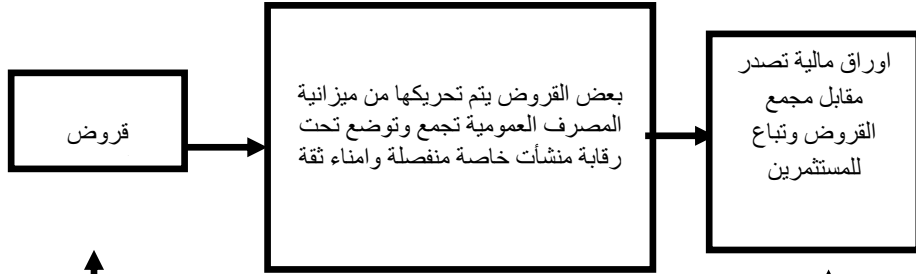 قروض
بعض القروض يتم تحريكها من ميزانية
المصرف العمومية تجمع وتوضع تحت
رقابة منشأت خاصة منفصلة وامناء ثقة
اوراق مالية تصدر
مقابل مجمع
القروض وتباع
للمستثمرين